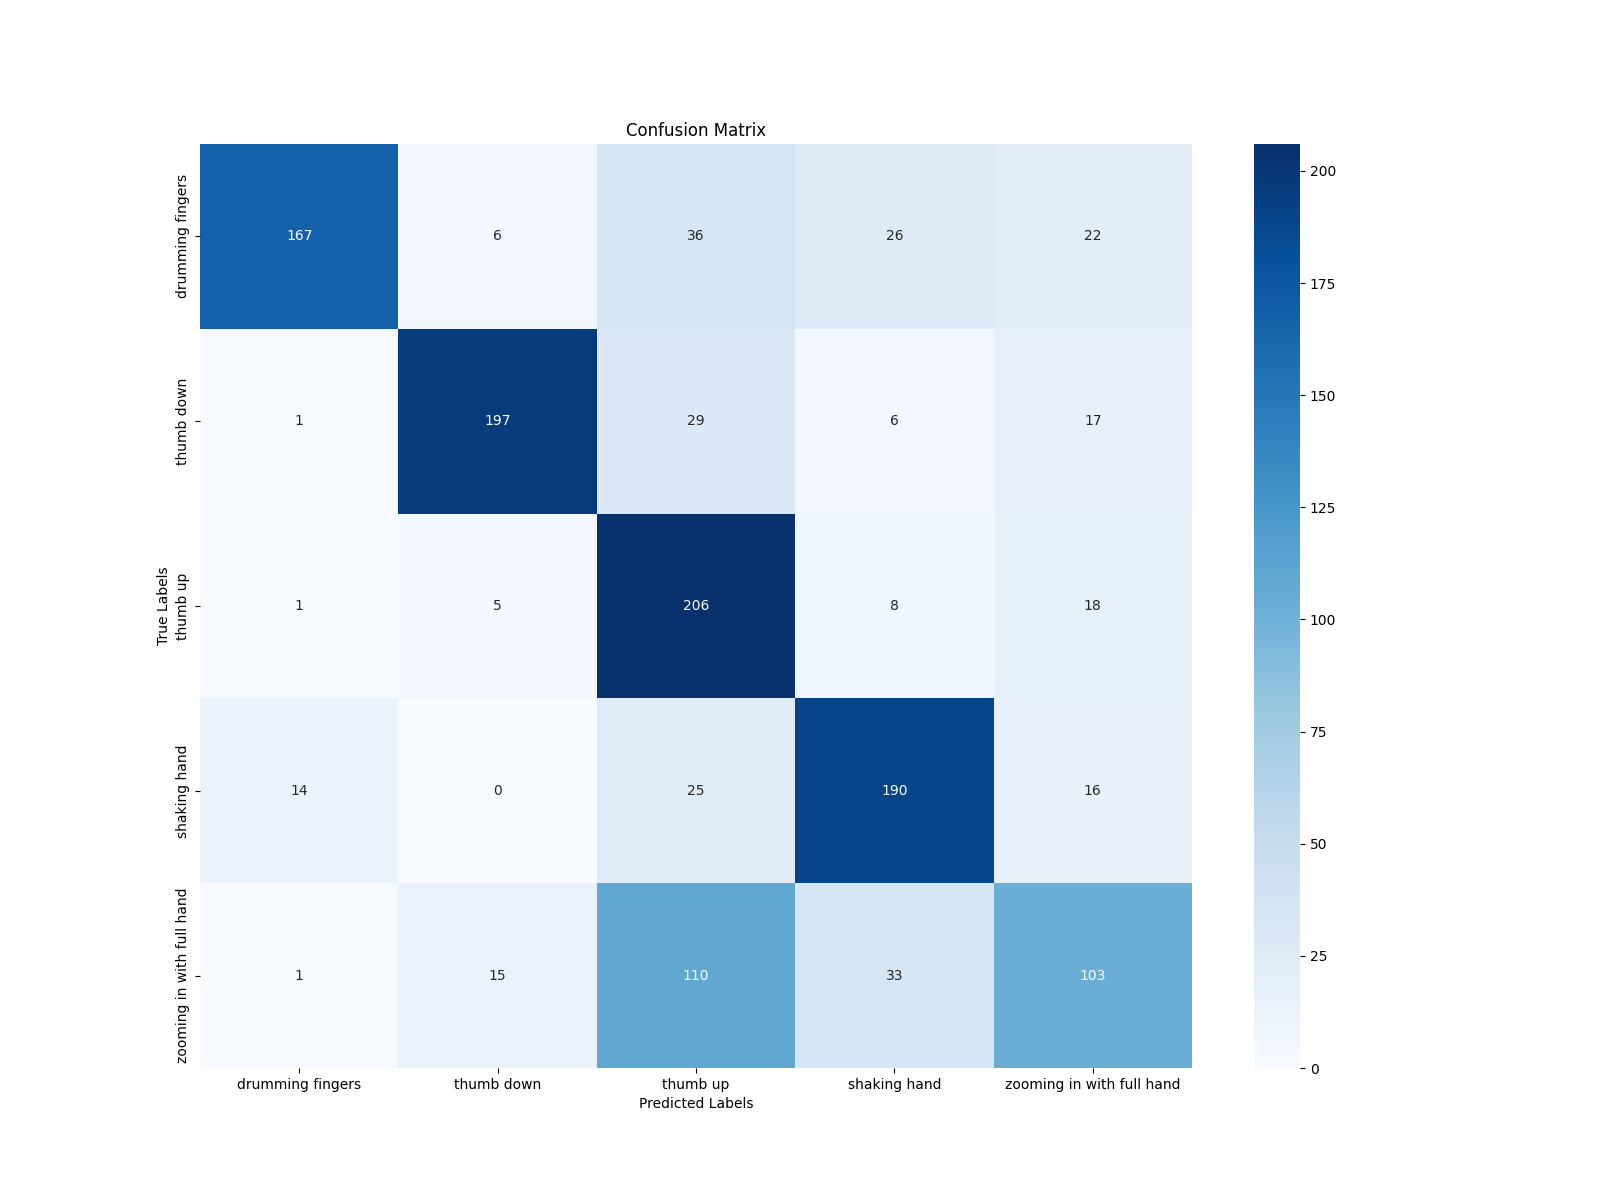 Confusion Matrix
drumming fingers
167 6 36 26 22
thumb down
1 197 29 6 17
True Labels
thumb up
1 5 206 8 18
shaking hand
14 0 25 190 16
zooming in with full hand
1 15 110 33 103
drumming fingers thumb down thumb up shaking hand zooming in with full hand
Predicted Labels
200
175
150
125
100
75
50
25
0